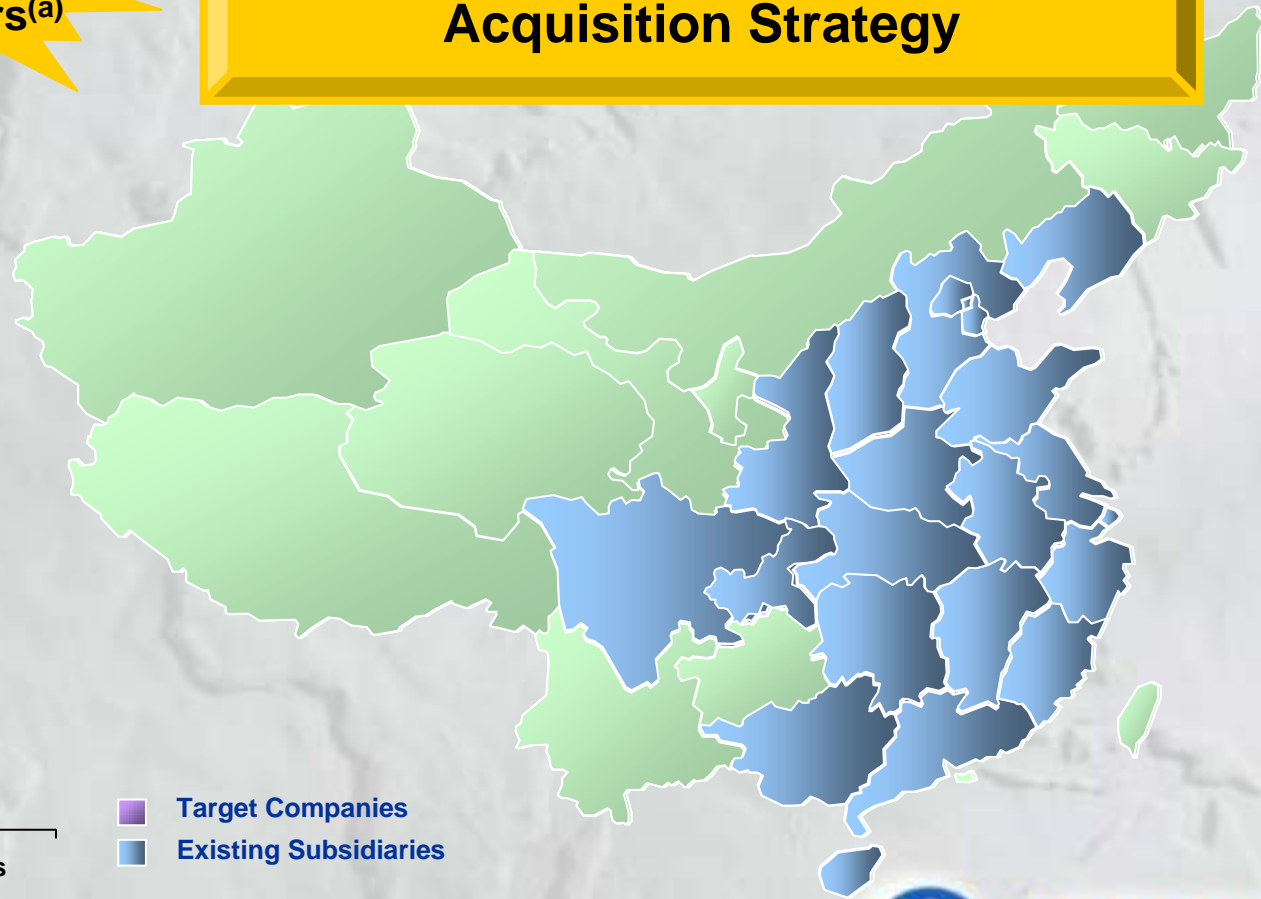 rs(a)
Acquisition Strategy
Target Companies
Existing Subsidiaries
s